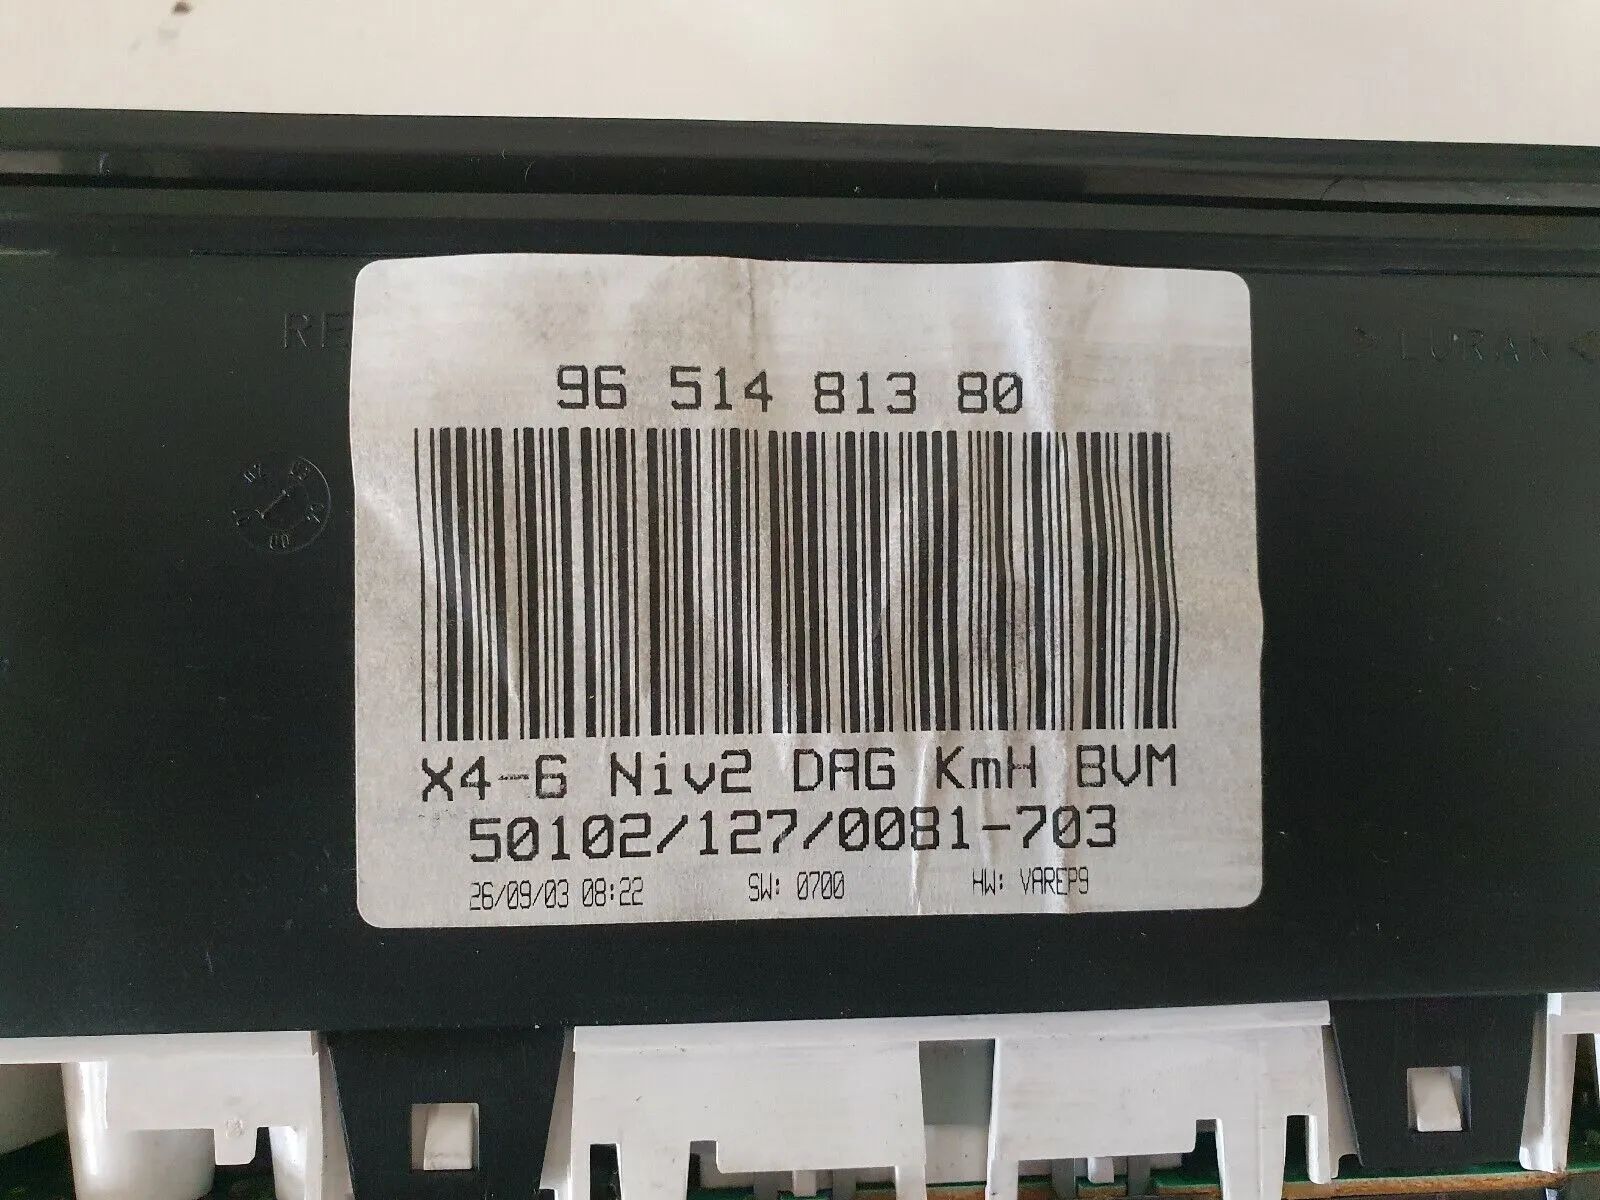 96 514 813 80
> LURAN <
X4-6 Niv2 DAG KmH BVM
50102/127/0081-703
26/09/03 08:22 SW: 0700 HW: VAREP9